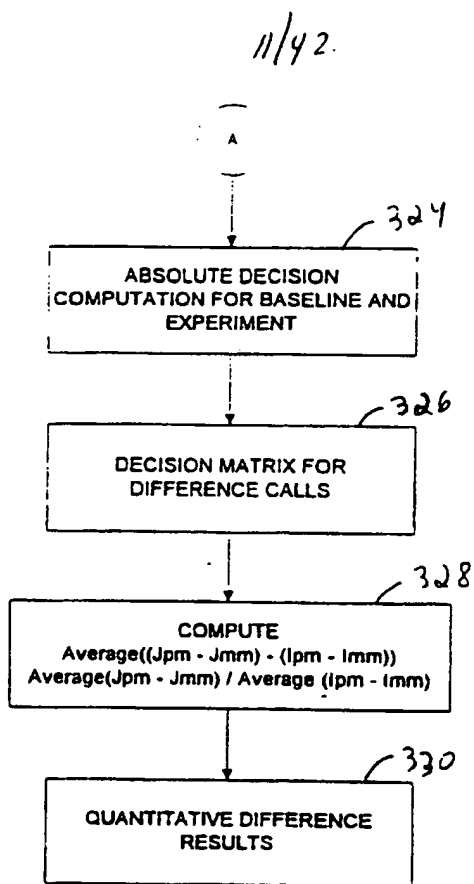 11/42.
A
324
ABSOLUTE DECISION
COMPUTATION FOR BASELINE AND
EXPERIMENT
326
DECISION MATRIX FOR
DIFFERENCE CALLS
328
COMPUTE
Average((Jpm - Jmm) - (Ipm - Imm))
Average(Jpm - Jmm) / Average (Ipm - Imm)
330
QUANTITATIVE DIFFERENCE
RESULTS